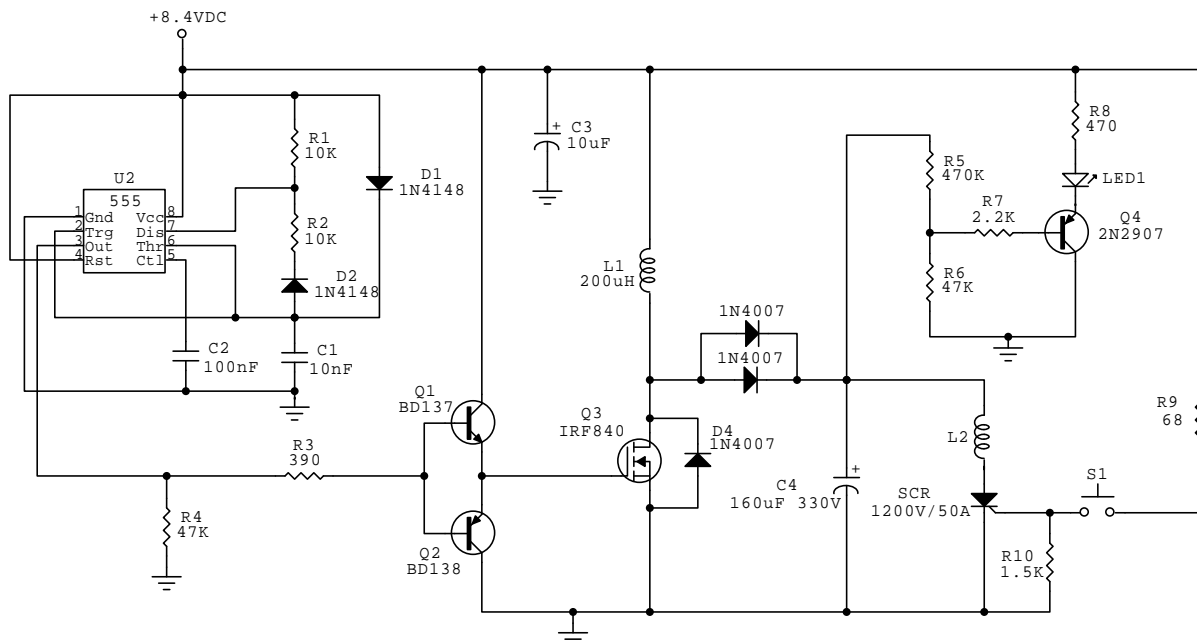 +8.4VDC
R8
470
C3
10uF
+
R1
10K
R5
470K
LED1
D1
1N4148
U2
555
R7
2.2K
Q4
2N2907
1 Gnd Vcc 8
2 Trg Dis 7
3 Out Thr 6
4 Rst Ctl 5
R2
10K
L1
200uH
R6
47K
D2
1N4148
1N4007
C2
100nF
C1
10nF
1N4007
Q1
BD137
Q3
IRF840
R9
68
D4
1N4007
L2
R3
390
+
C4
160uF 330V
SCR
1200V/50A
S1
R4
47K
Q2
BD138
R10
1.5K